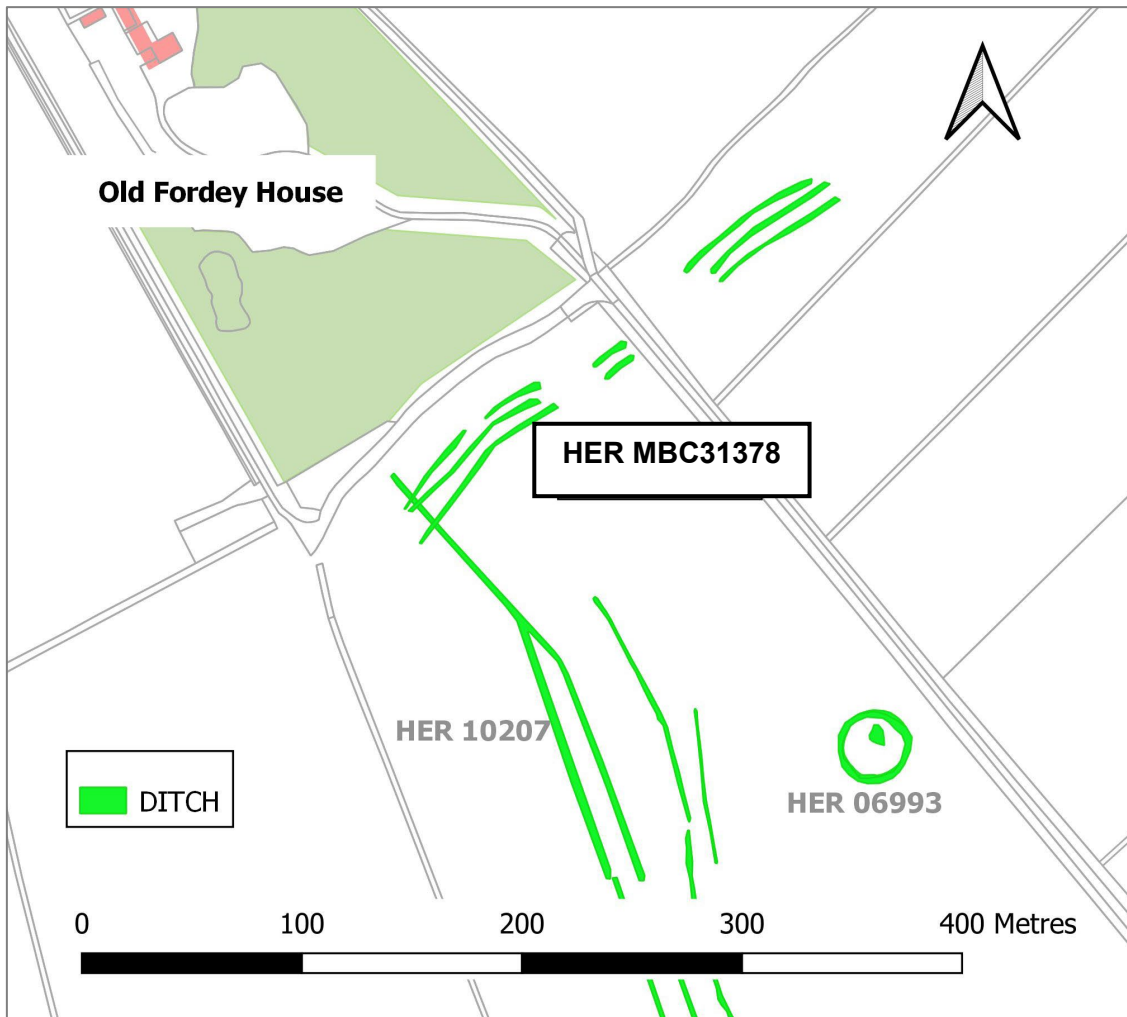 Old Fordey House
HER MBC31378
HER 10207
HER 06993
DITCH
0 100 200 300 400 Metres